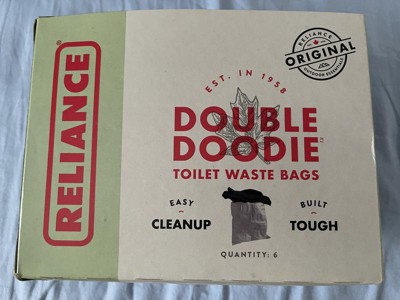 RELIANCE
RELIANCE
ORIGINAL
OUTDOOR ESSENTIALS
EST. IN 1958
DOUBLE
DOODIE
TOILET WASTE BAGS
EASY
CLEANUP
BUILT
TOUGH
QUANTITY: 6